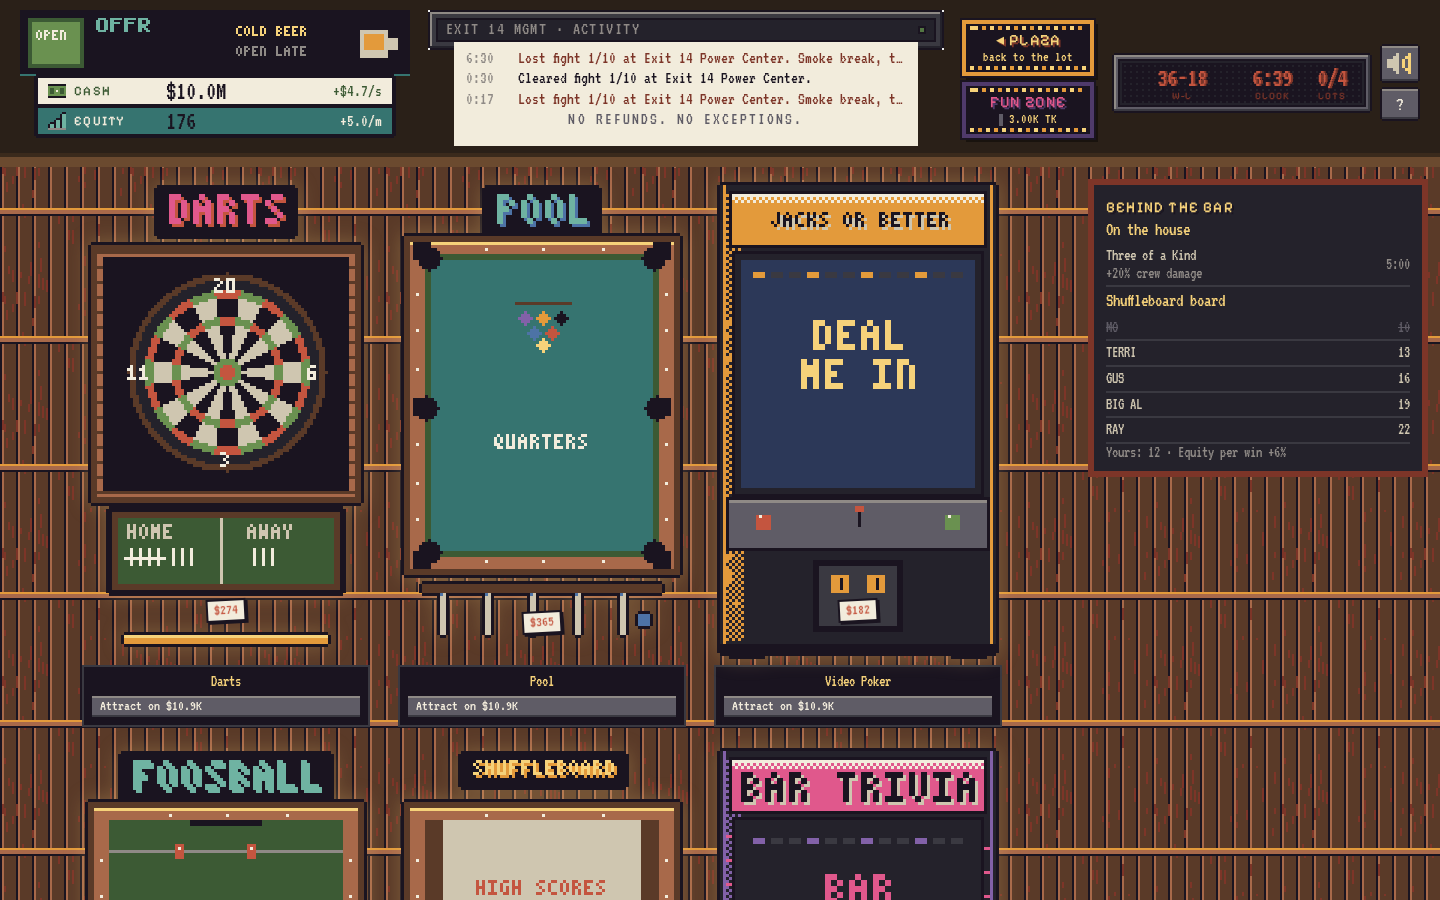 OPEN
OFFR
COLD BEER
OPEN LATE
CASH $10.0M +$4.7/s
EQUITY 176 +5.0/m
EXIT 14 MGMT · ACTIVITY
6:30 Lost fight 1/10 at Exit 14 Power Center. Smoke break, t…
0:30 Cleared fight 1/10 at Exit 14 Power Center.
0:17 Lost fight 1/10 at Exit 14 Power Center. Smoke break, t…
NO REFUNDS. NO EXCEPTIONS.
◀ PLAZA
back to the lot
FUN ZONE
3.00K TK
36-18 6:39 0/4
W-L CLOCK LOTS
?
DARTS
20
11 6
3
HOME AWAY
$274
Darts
Attract on $10.9K
POOL
QUARTERS
$365
Pool
Attract on $10.9K
JACKS OR BETTER
DEAL
ME IN
$182
Video Poker
Attract on $10.9K
BEHIND THE BAR
On the house
Three of a Kind 5:00
+20% crew damage
Shuffleboard board
MO 10
TERRI 13
GUS 16
BIG AL 19
RAY 22
Yours: 12 · Equity per win +6%
FOOSBALL
SHUFFLEBOARD
HIGH SCORES
BAR TRIVIA
BAR